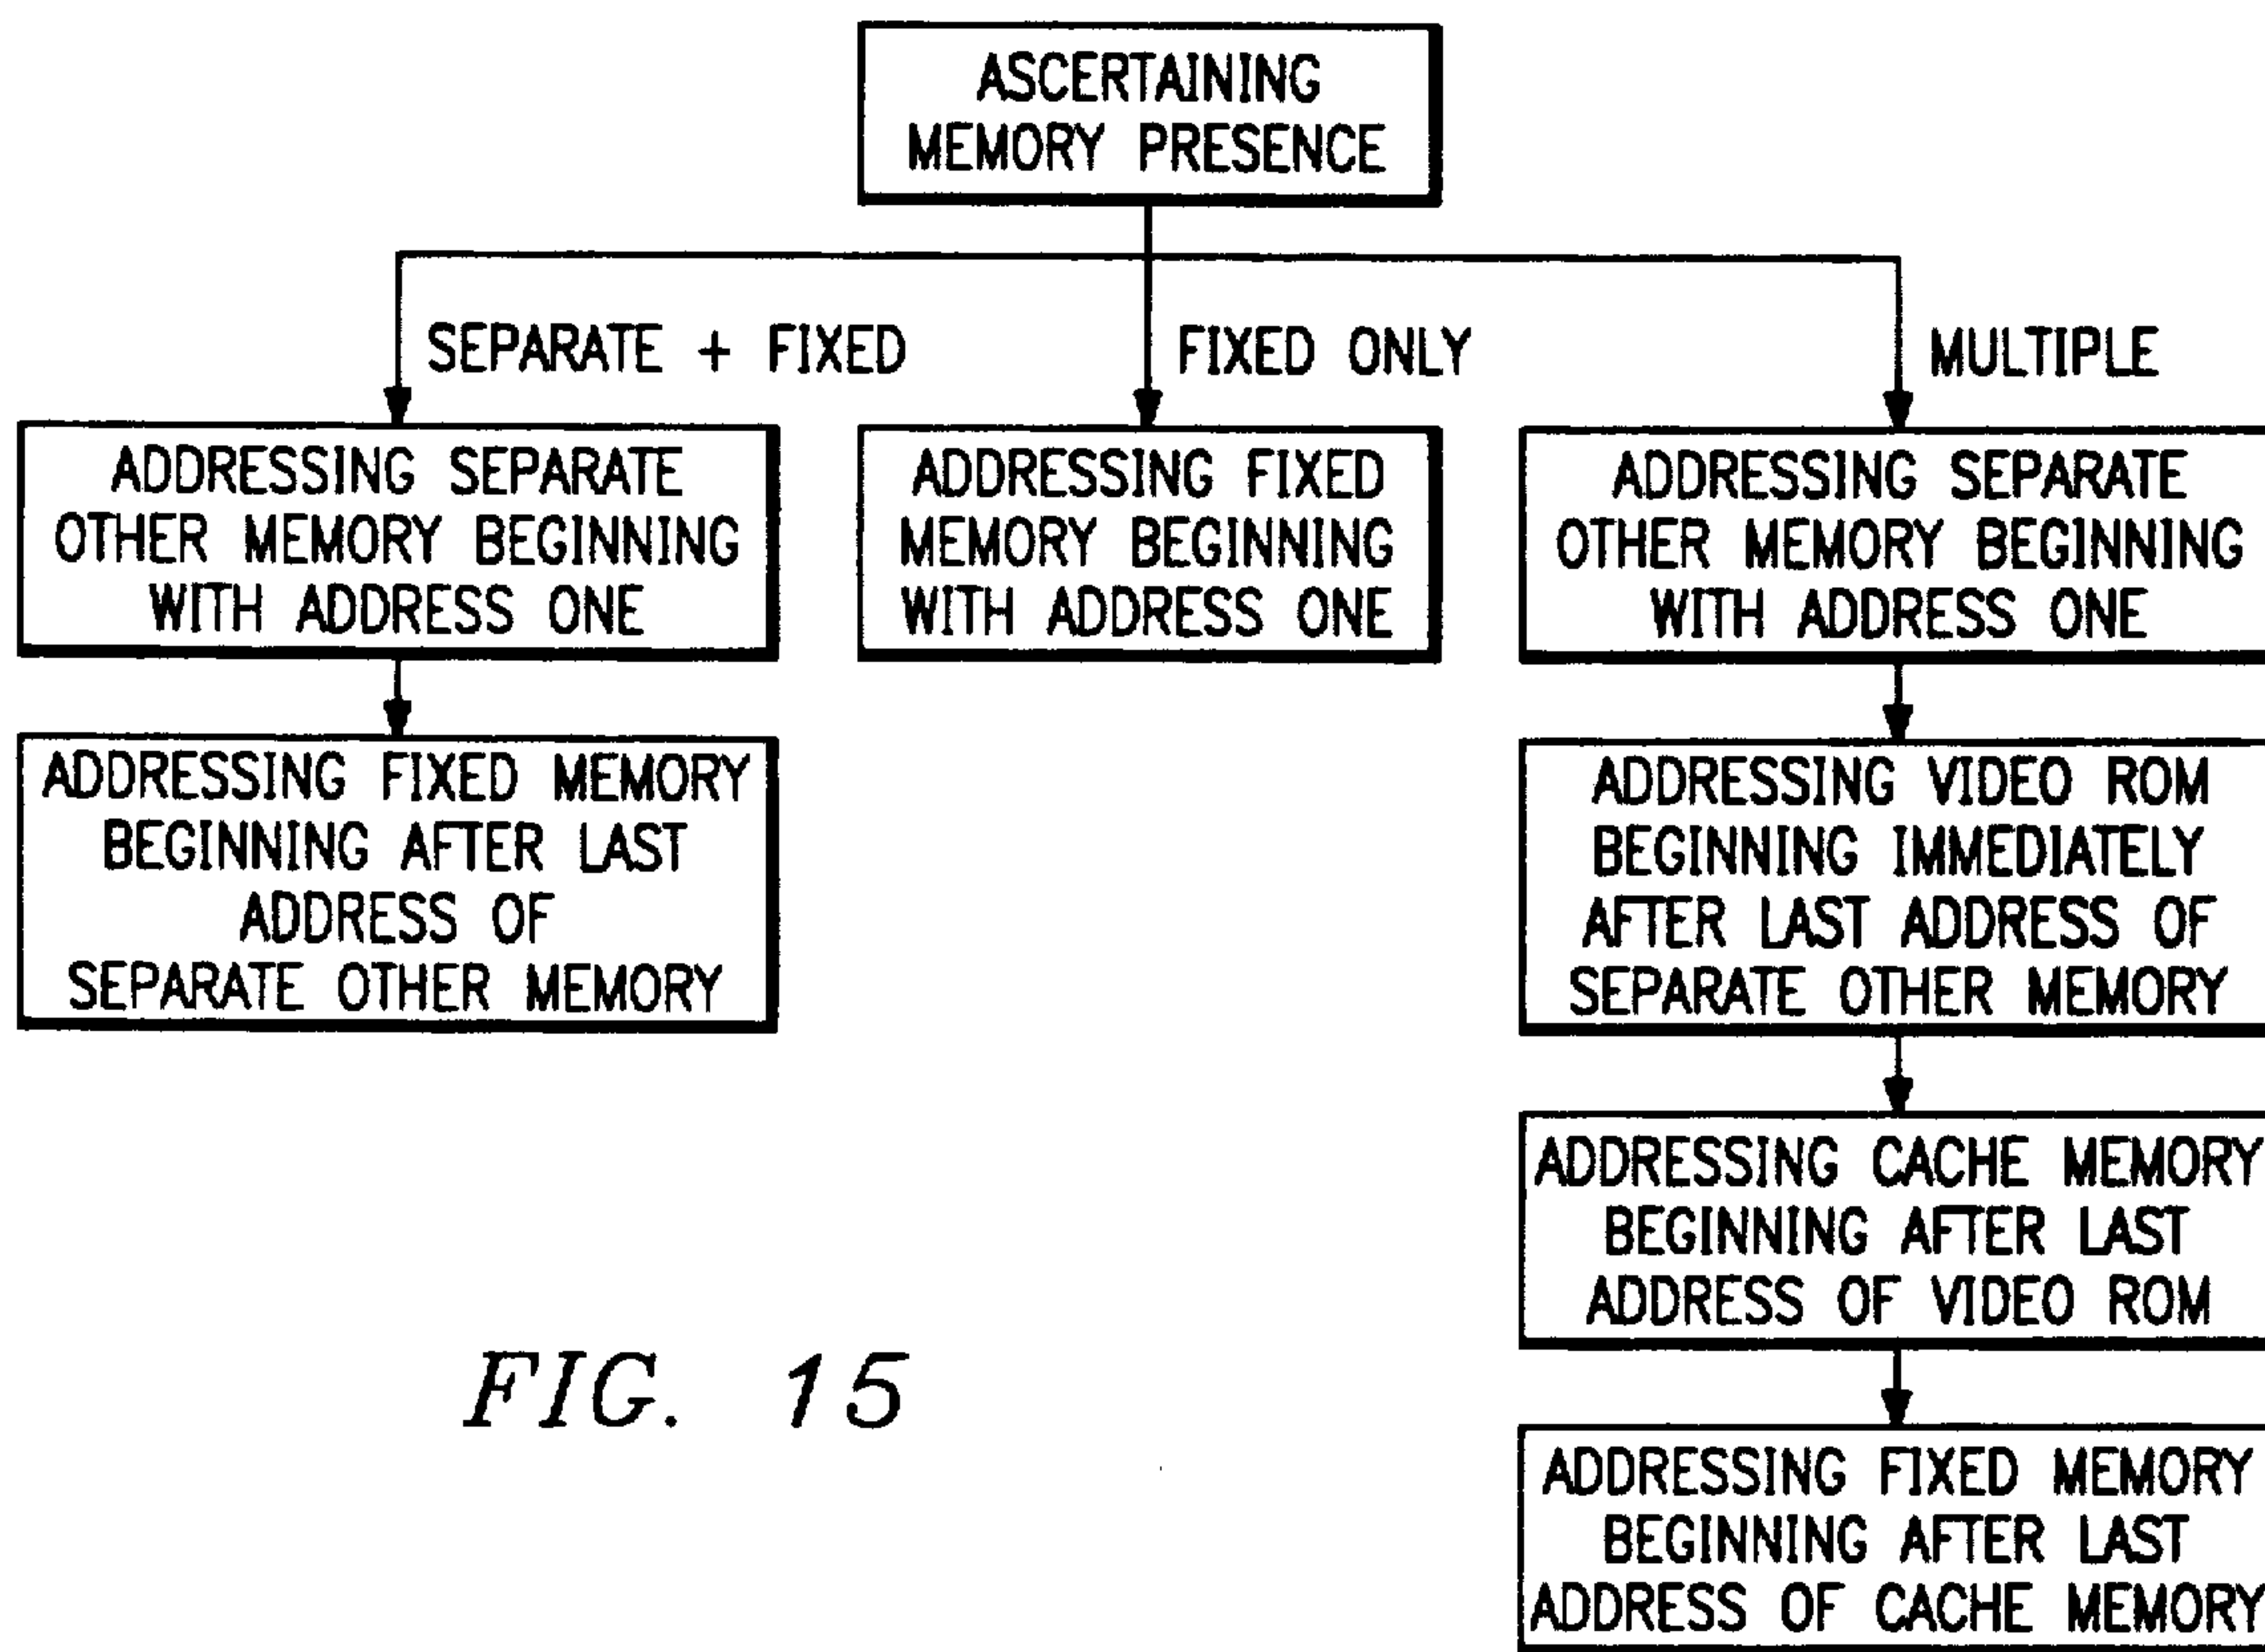 ASCERTAINING
MEMORY PRESENCE
SEPARATE + FIXED
FIXED ONLY
MULTIPLE
ADDRESSING SEPARATE
OTHER MEMORY BEGINNING
WITH ADDRESS ONE
ADDRESSING FIXED
MEMORY BEGINNING
WITH ADDRESS ONE
ADDRESSING SEPARATE
OTHER MEMORY BEGINNING
WITH ADDRESS ONE
ADDRESSING FIXED MEMORY
BEGINNING AFTER LAST
ADDRESS OF
SEPARATE OTHER MEMORY
ADDRESSING VIDEO ROM
BEGINNING IMMEDIATELY
AFTER LAST ADDRESS OF
SEPARATE OTHER MEMORY
ADDRESSING CACHE MEMORY
BEGINNING AFTER LAST
ADDRESS OF VIDEO ROM
ADDRESSING FIXED MEMORY
BEGINNING AFTER LAST
ADDRESS OF CACHE MEMORY
FIG. 15